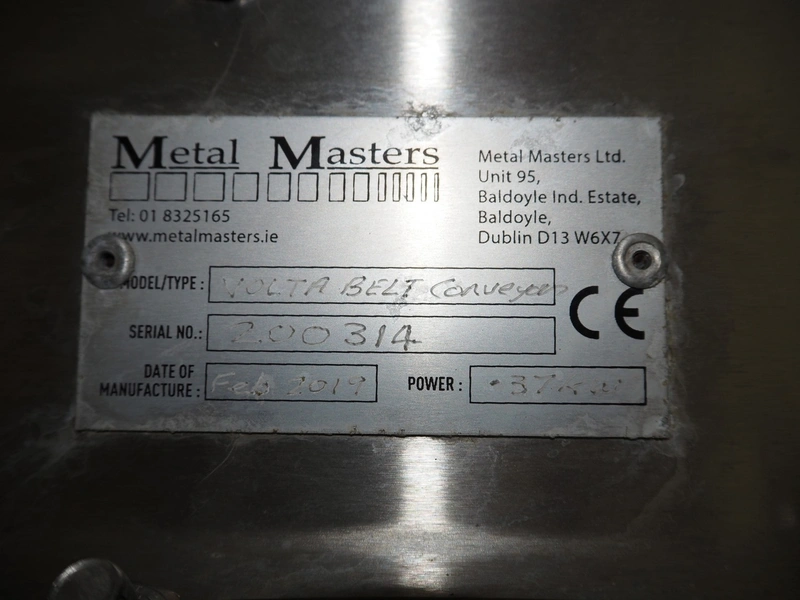 Metal Masters
Tel: 01 8325165
www.metalmasters.ie
Metal Masters Ltd.
Unit 95,
Baldoyle Ind. Estate,
Baldoyle,
Dublin D13 W6X7
MODEL/TYPE: VOLTA BELT Conveyor
SERIAL NO.: 200314
CE
DATE OF
MANUFACTURE: Feb 2019
POWER: .37KW